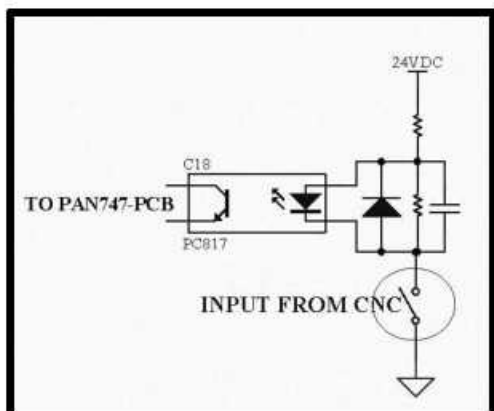 24VDC
C18
TO PAN747-PCB
PC817
INPUT FROM CNC